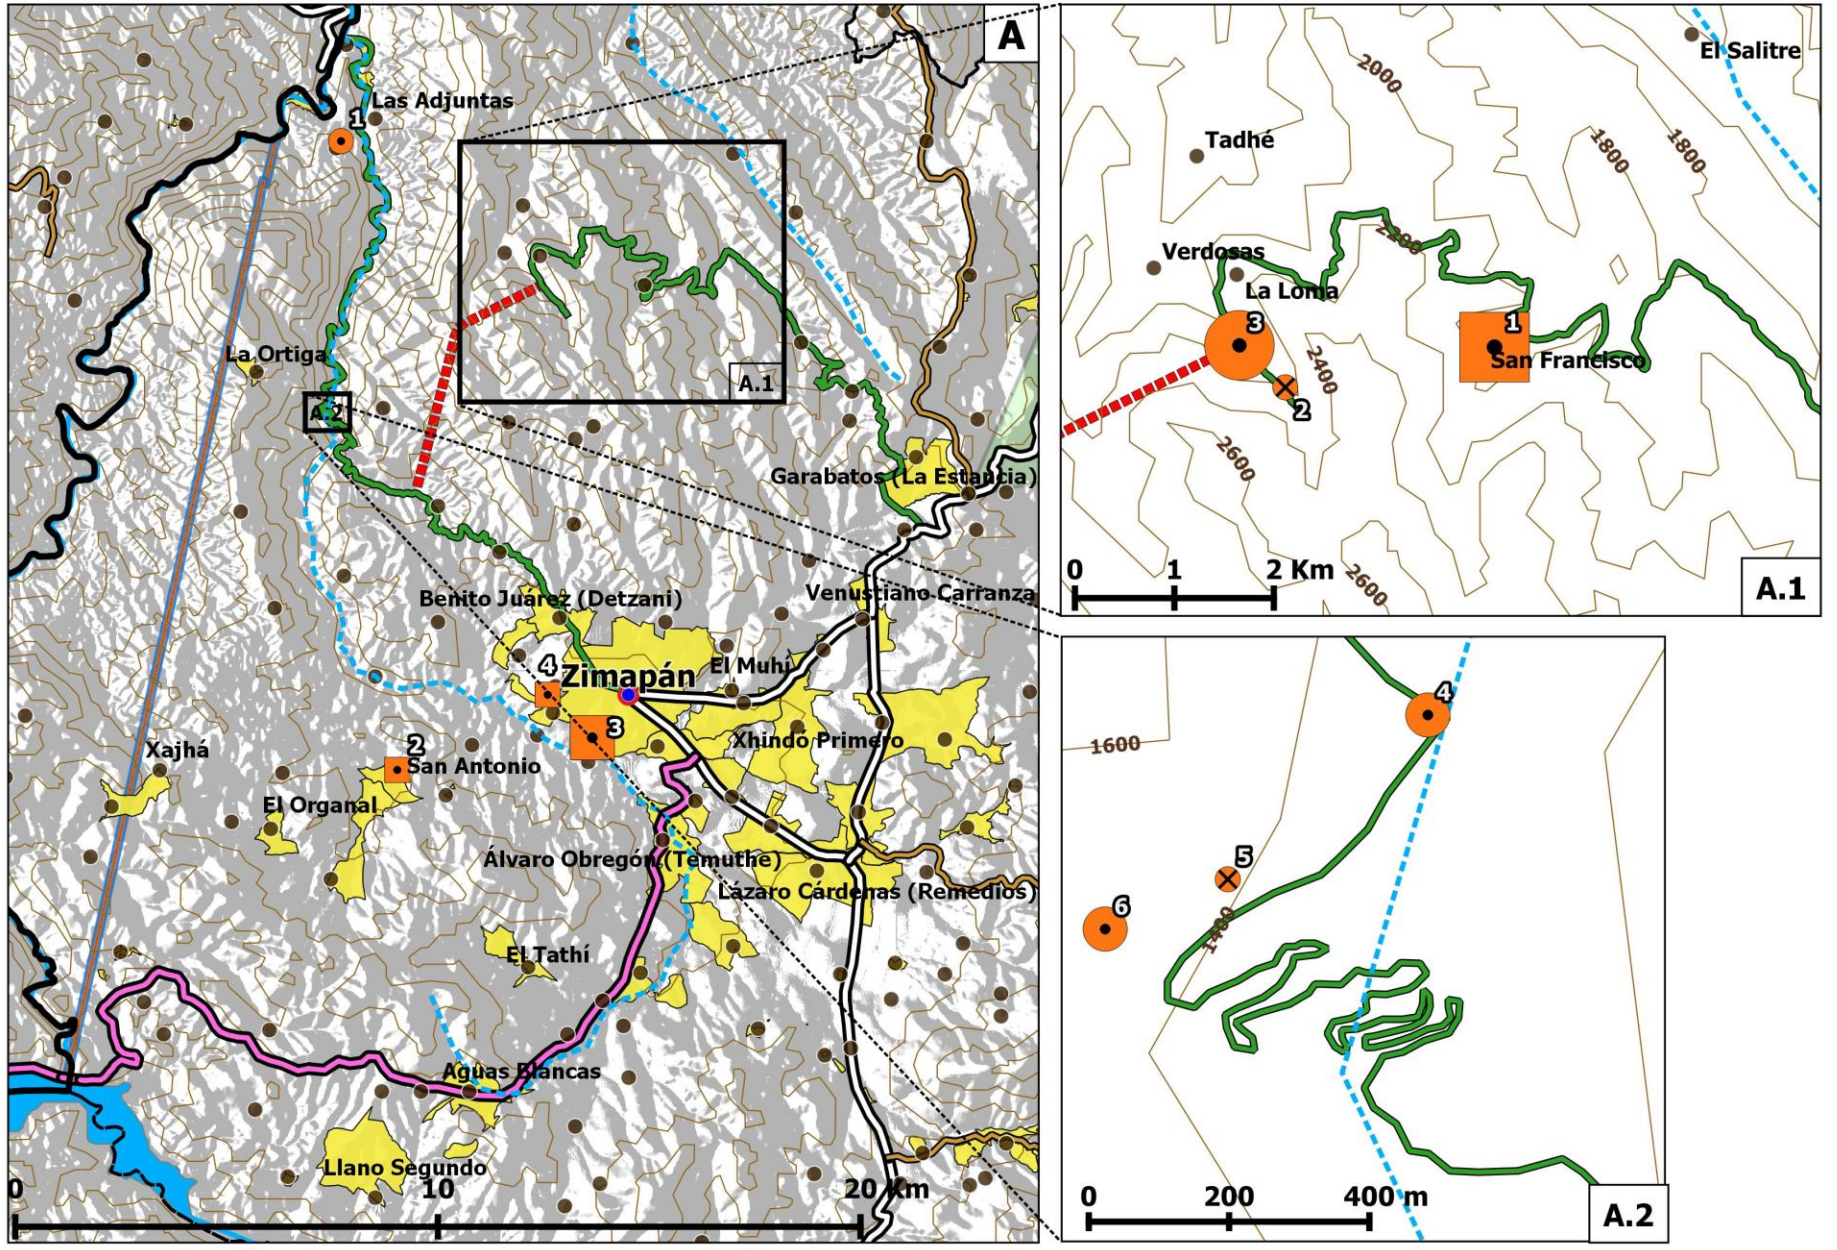 A
Las Adjuntas
1
La Ortiga
A.1
A.2
Garabatos (La Estancia)
Benito Juárez (Detzani)
Venustiano Carranza
4
Zimapán
El Muhí
3
Xhindó Primero
Xajhá
2
San Antonio
El Organal
Álvaro Obregón (Temuthe)
Lázaro Cárdenas (Remedios)
El Tathí
Aguas Blancas
Llano Segundo
0
10
20 Km
El Salitre
2000
Tadhé
1800
1800
2200
Verdosas
La Loma
3
1
San Francisco
2400
2
2600
2600
0
1
2 Km
A.1
4
1600
5
6
1400
0
200
400 m
A.2